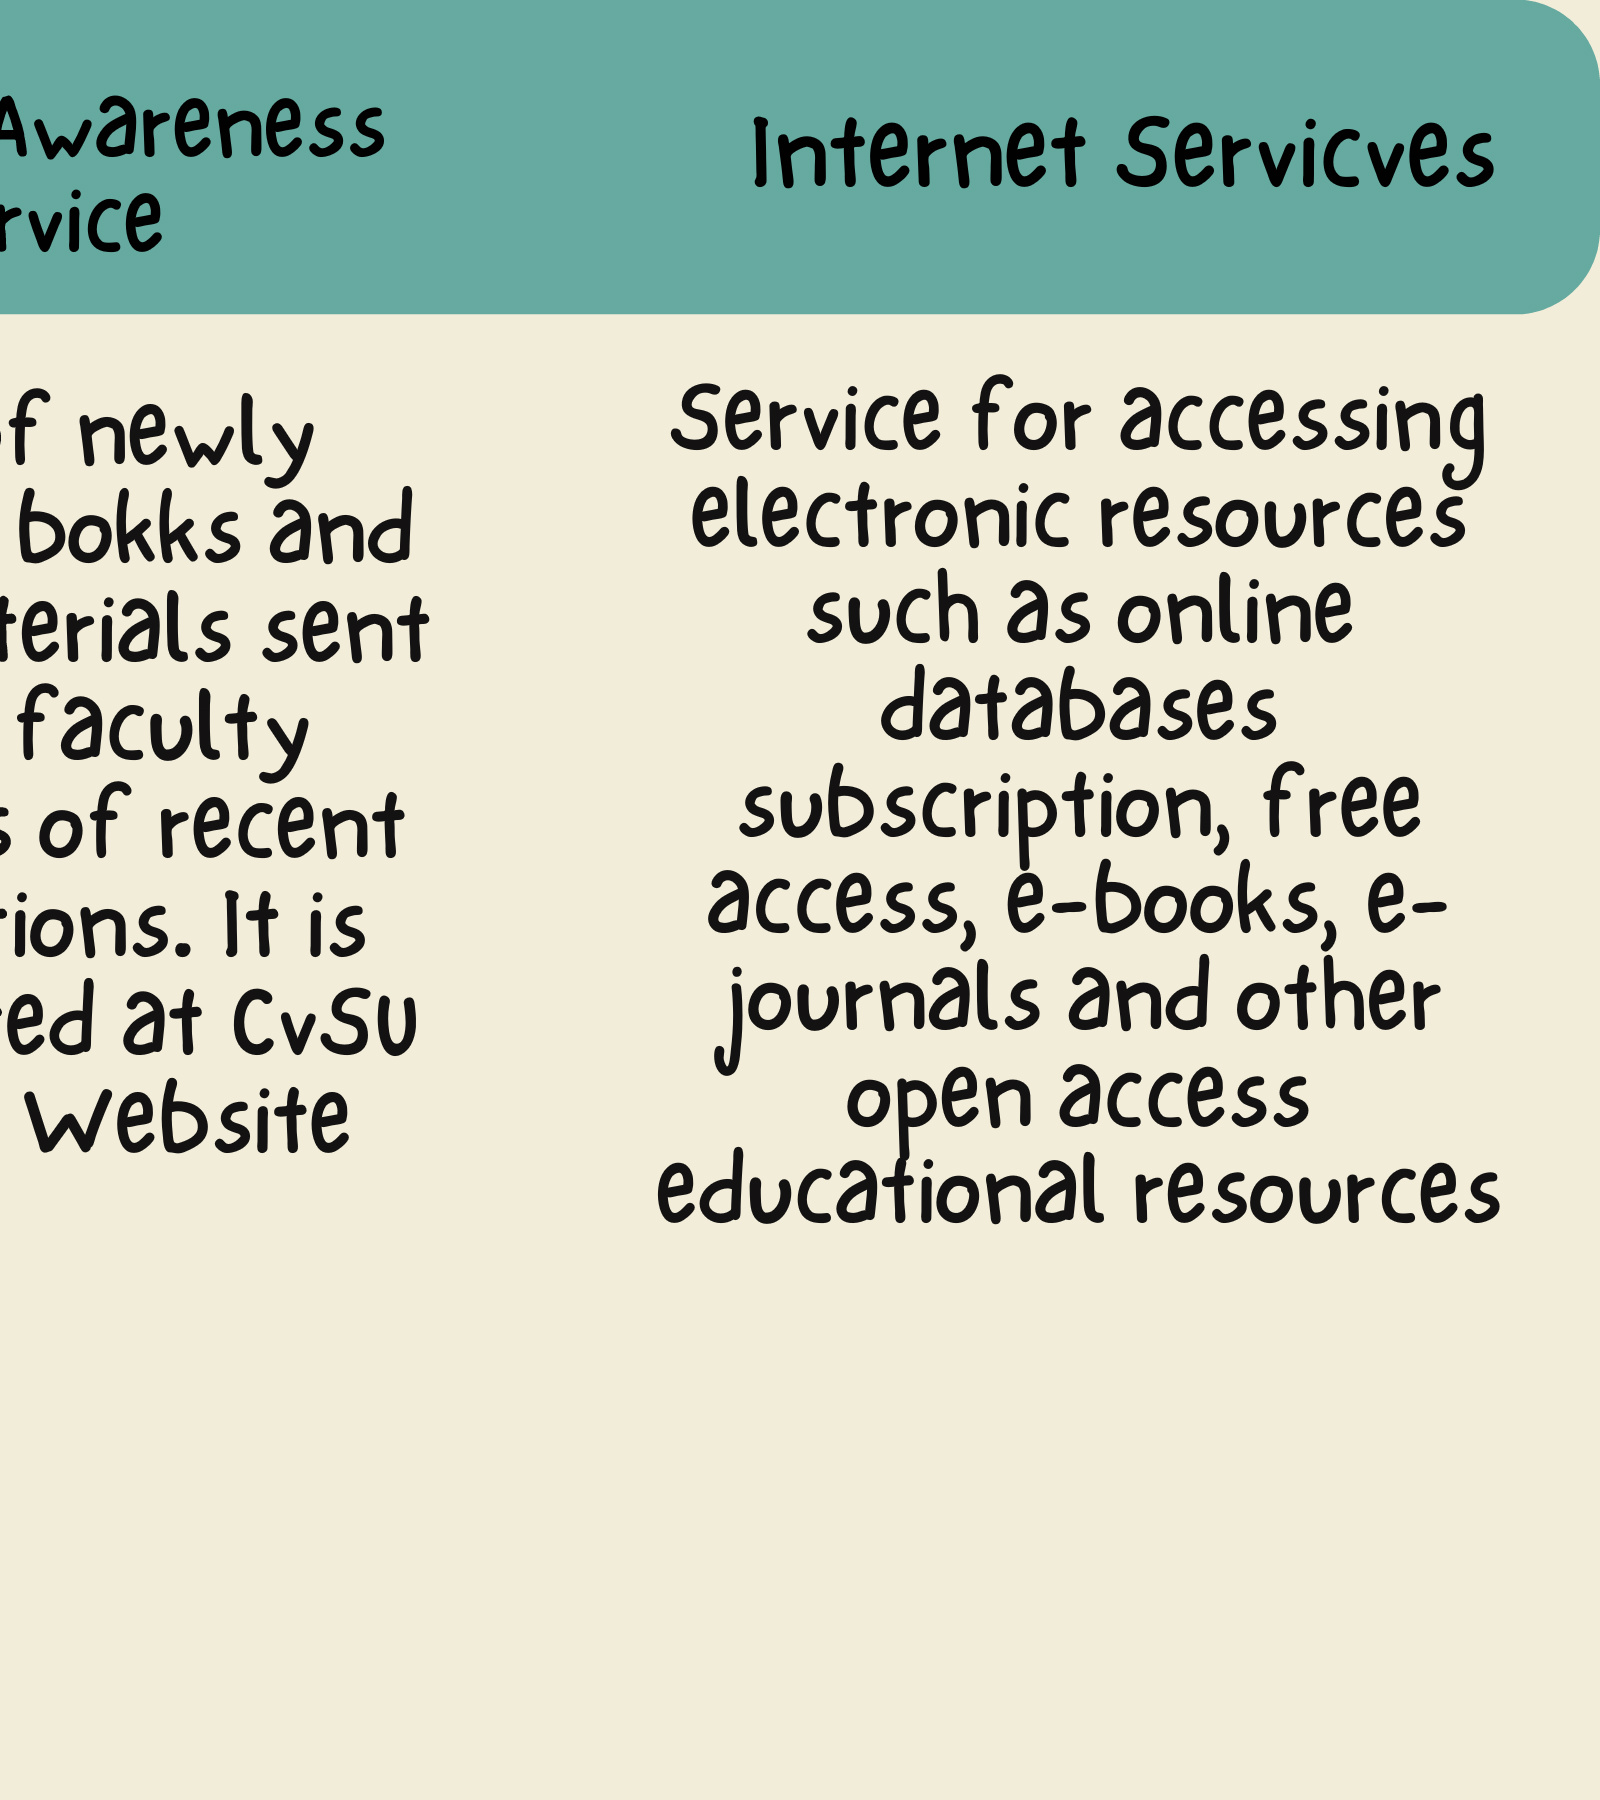 Awareness
rvice
Internet Servicves
of newly
bokks and
terials sent
faculty
s of recent
tions. It is
red at CvSU
Website
Service for accessing
electronic resources
such as online
databases
subscription, free
access, e-books, e-
journals and other
open access
educational resources